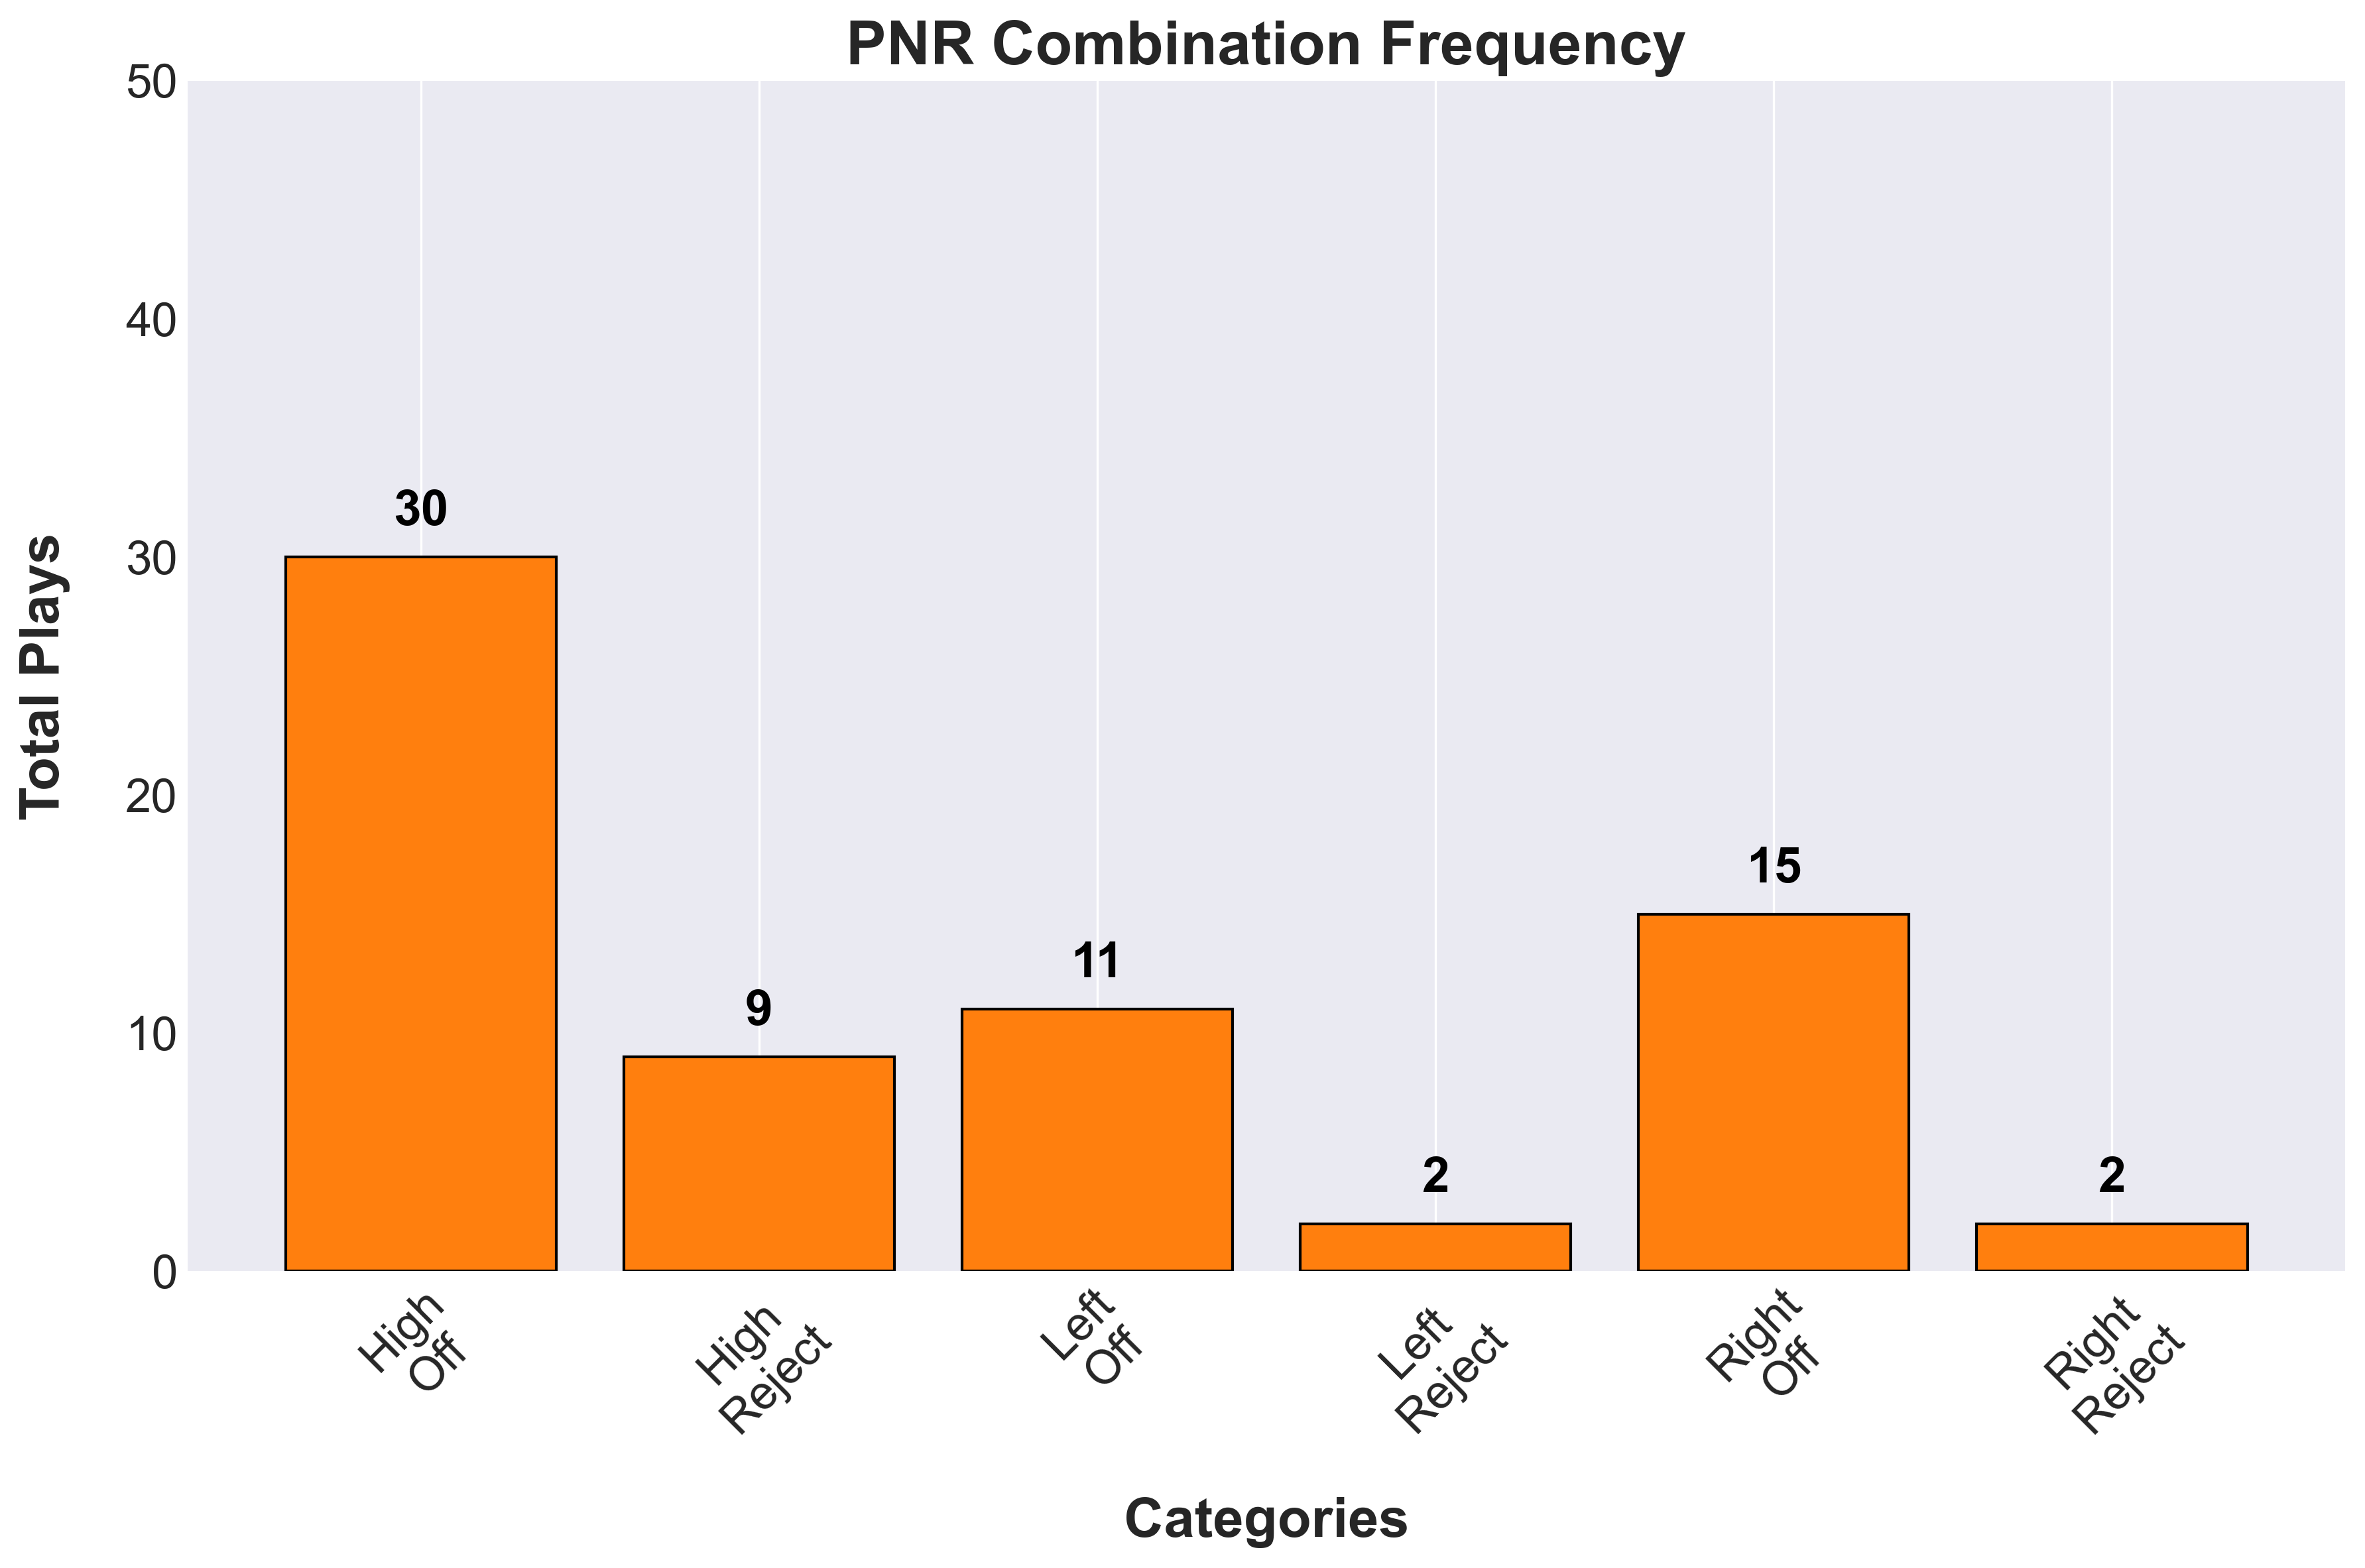 PNR Combination Frequency
50
40
30
20
10
0
Total Plays
30
9
11
2
15
2
High
Off
High
Reject
Left
Off
Left
Reject
Right
Off
Right
Reject
Categories